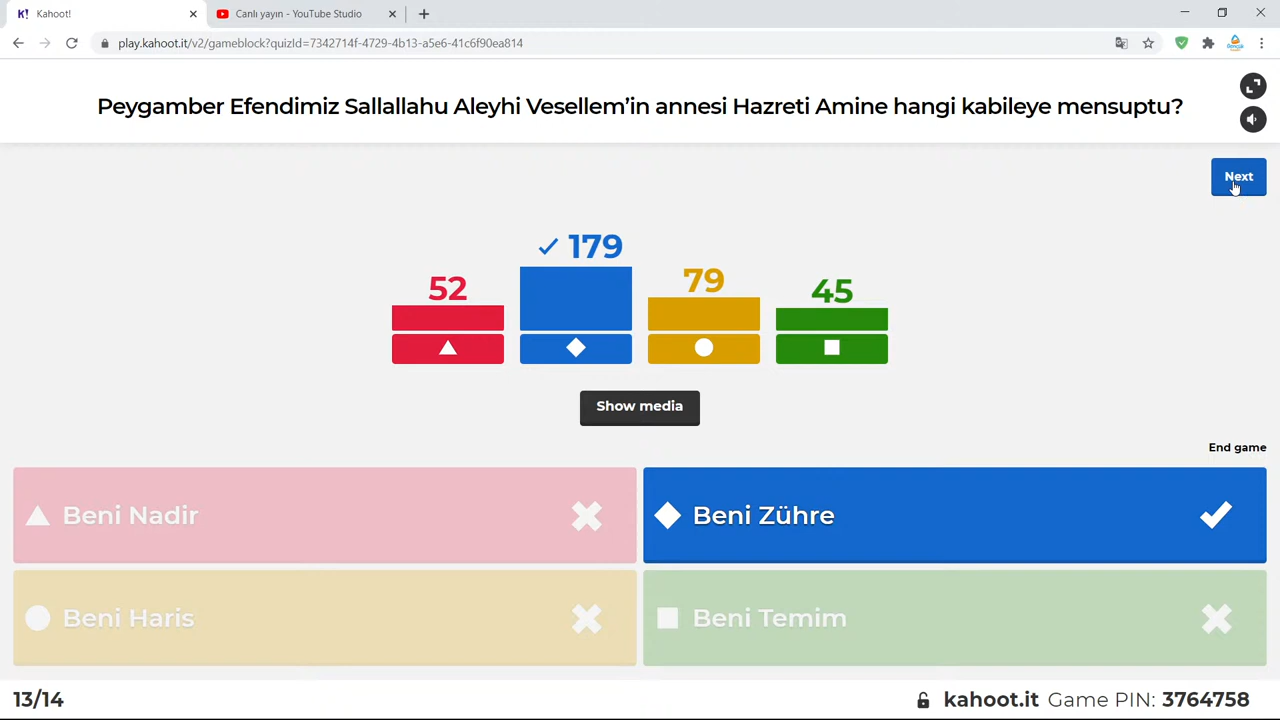 K! Kahoot!
Canlı yayın - YouTube Studio
play.kahoot.it/v2/gameblock?quizId=7342714f-4729-4b13-a5e6-41c6f90ea814
Peygamber Efendimiz Sallallahu Aleyhi Vesellem’in annesi Hazreti Amine hangi kabileye mensuptu?
Next
52
179
79
45
Show media
End game
Beni Nadir
Beni Zühre
Beni Haris
Beni Temim
13/14
kahoot.it Game PIN: 3764758